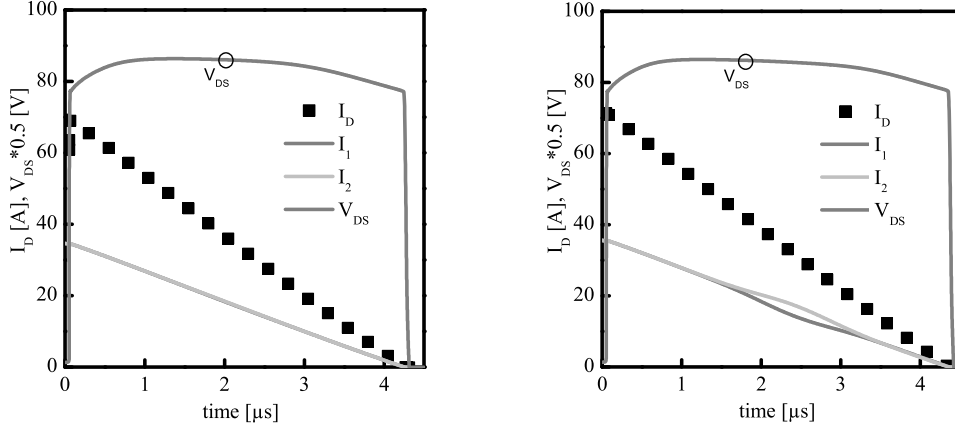 100
80
60
40
20
0
I_D [A], V_DS*0.5 [V]
V_DS
I_D
I_1
I_2
V_DS
0 1 2 3 4
time [µs]
100
80
60
40
20
0
I_D [A], V_DS*0.5 [V]
V_DS
I_D
I_1
I_2
V_DS
0 1 2 3 4
time [µs]